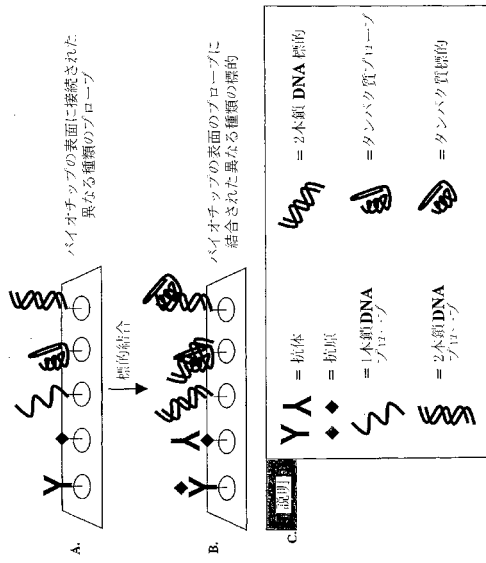 A.
バイオチップの表面に接続された
異なる種類のプローブ
標的結合
B.
バイオチップの表面のプローブに
結合された異なる種類の標的
C.
説明
= 抗体
= 抗原
= 1本鎖DNA
プローブ
= 2本鎖DNA
プローブ
= 2本鎖 DNA 標的
= タンパク質プローブ
= タンパク質標的